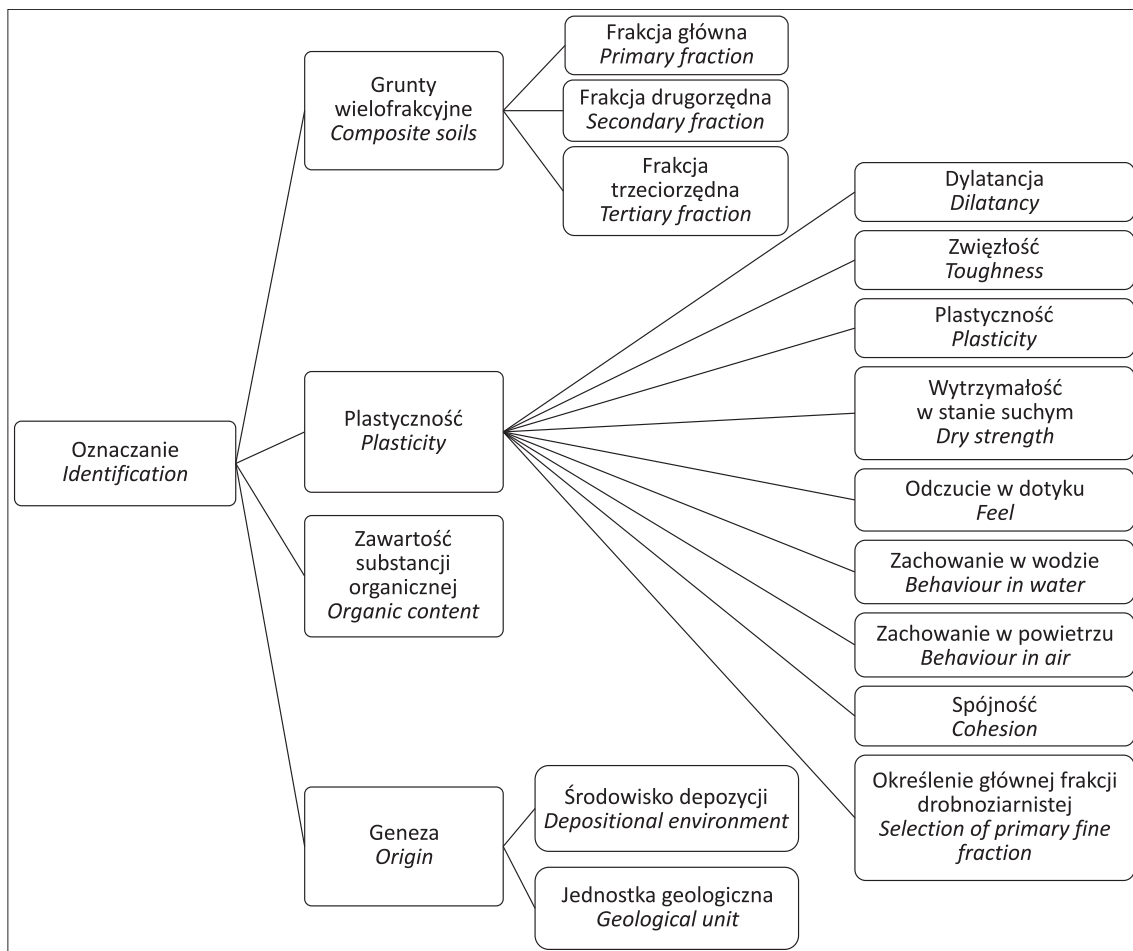 Oznaczanie
Identification
Grunty
wielofrakcyjne
Composite soils
Frakcja główna
Primary fraction
Frakcja drugorzędna
Secondary fraction
Frakcja
trzeciorzędna
Tertiary fraction
Plastyczność
Plasticity
Dylatancja
Dilatancy
Zwięzłość
Toughness
Plastyczność
Plasticity
Wytrzymałość
w stanie suchym
Dry strength
Odczucie w dotyku
Feel
Zachowanie w wodzie
Behaviour in water
Zachowanie w powietrzu
Behaviour in air
Spójność
Cohesion
Określenie głównej frakcji
drobnoziarnistej
Selection of primary fine
fraction
Zawartość
substancji
organicznej
Organic content
Geneza
Origin
Środowisko depozycji
Depositional environment
Jednostka geologiczna
Geological unit